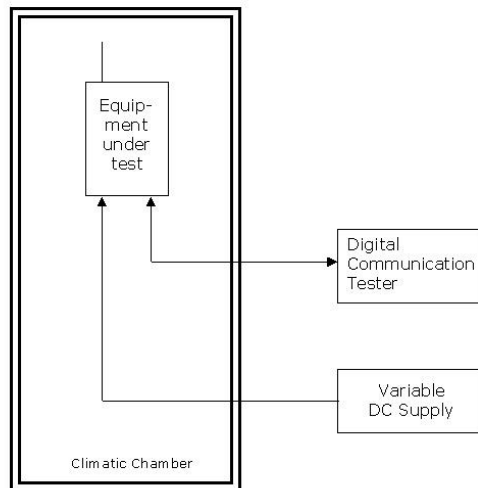 Equip-
ment
under
test
Digital
Communication
Tester
Variable
DC Supply
Climatic Chamber